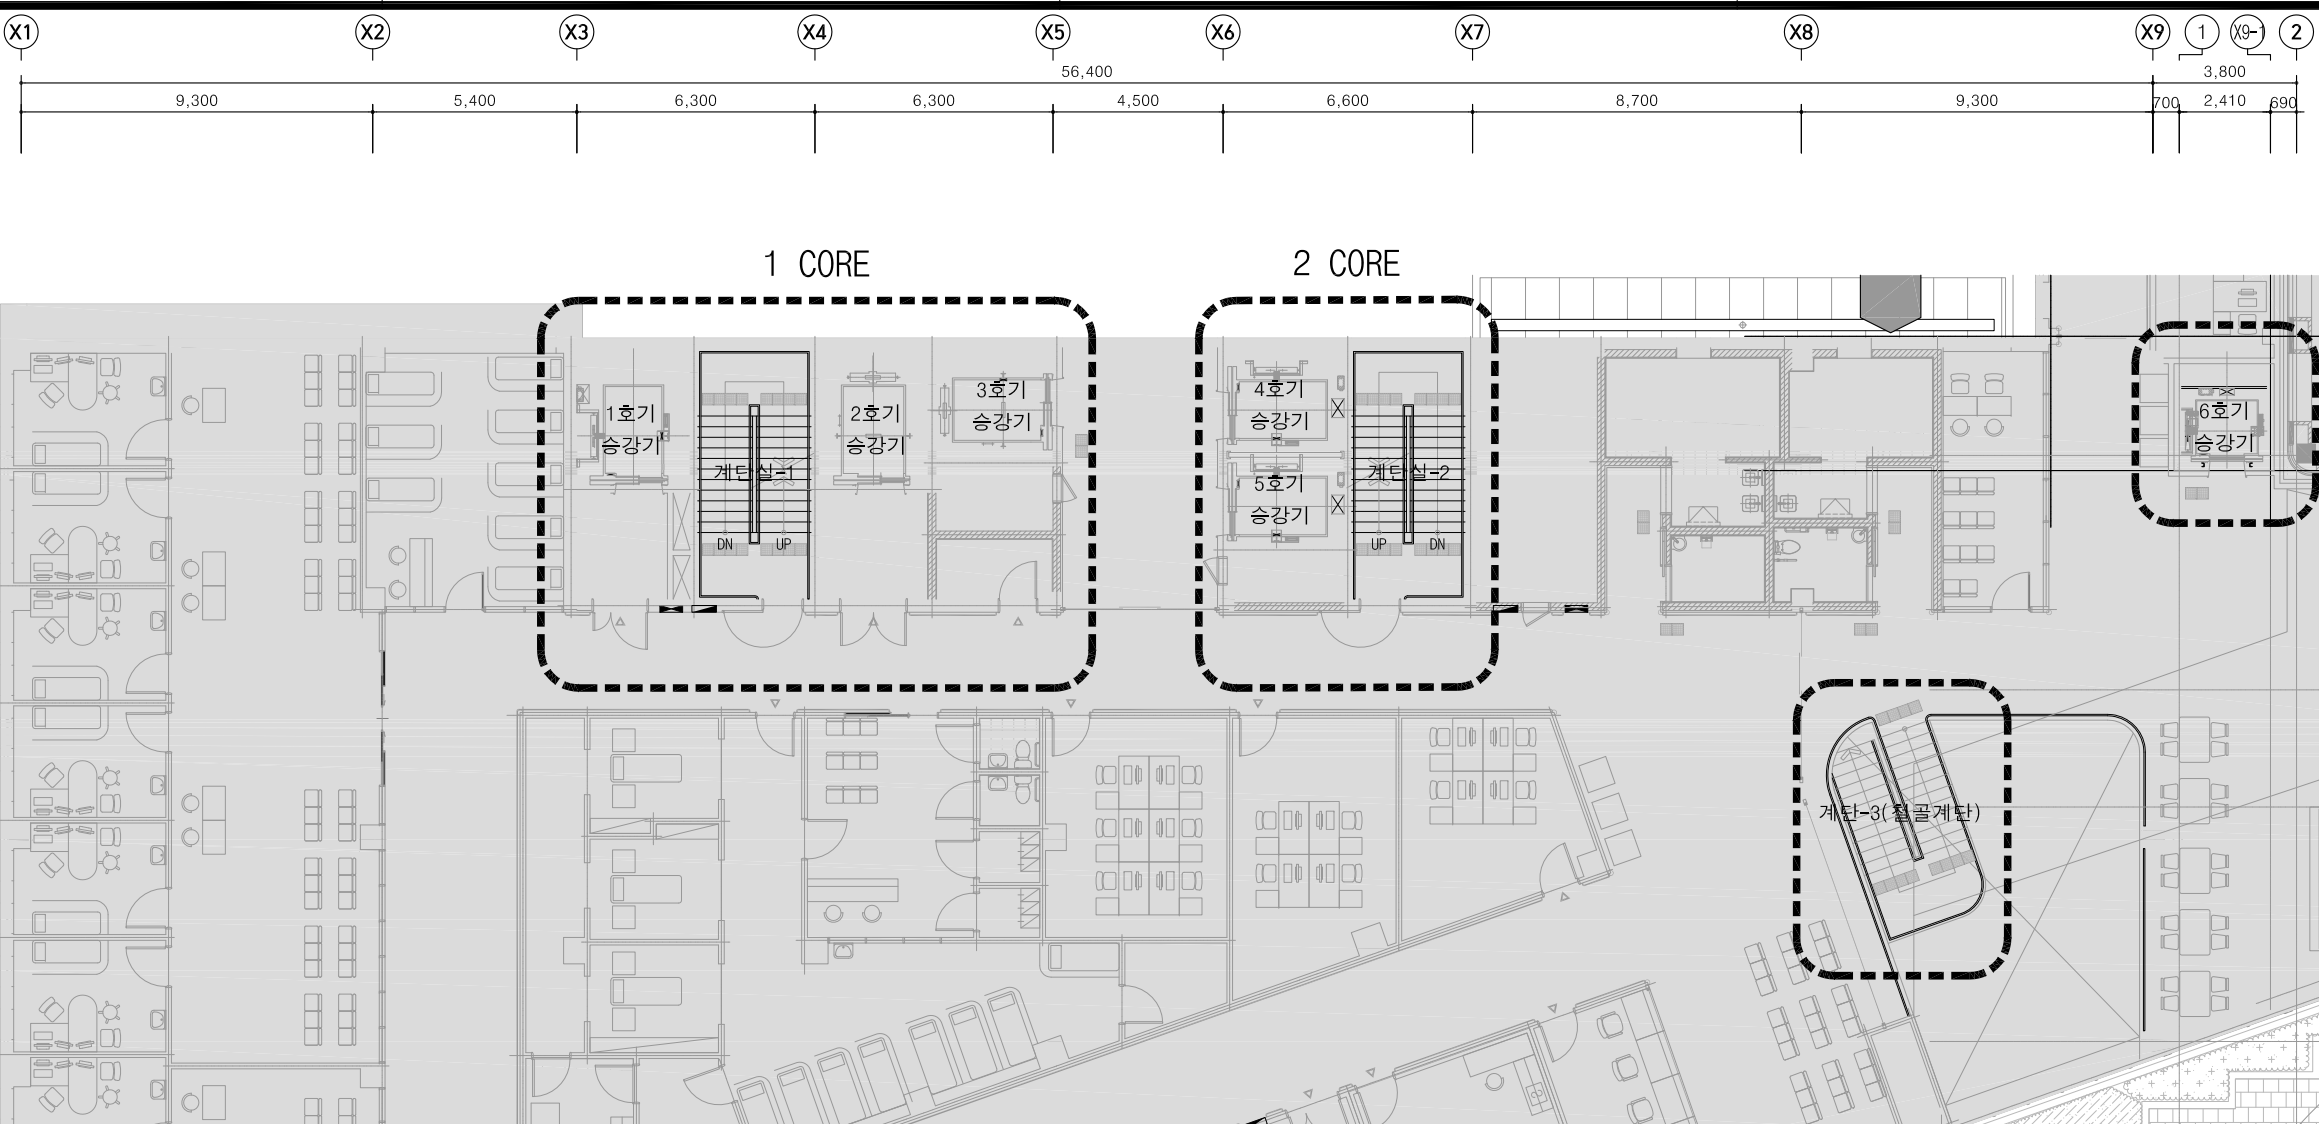 X1 X2 X3 X4 X5 X6 X7 X8 X9 1 X9-1 2
56,400 3,800
9,300 5,400 6,300 6,300 4,500 6,600 8,700 9,300 700 2,410 690
1 CORE 2 CORE
1호기
승강기
계단실-1
DN UP
2호기
승강기
3호기
승강기
4호기
승강기
5호기
승강기
계단실-2
UP DN
6호기
승강기
계단-3(철골계단)